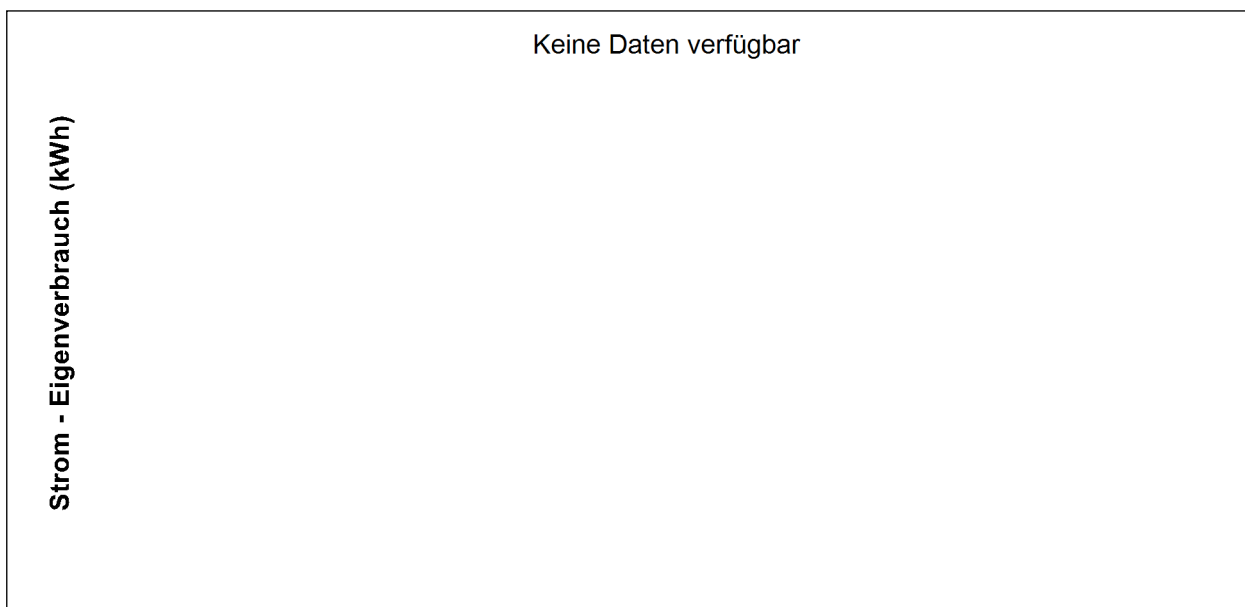 Keine Daten verfügbar
Strom - Eigenverbrauch (kWh)